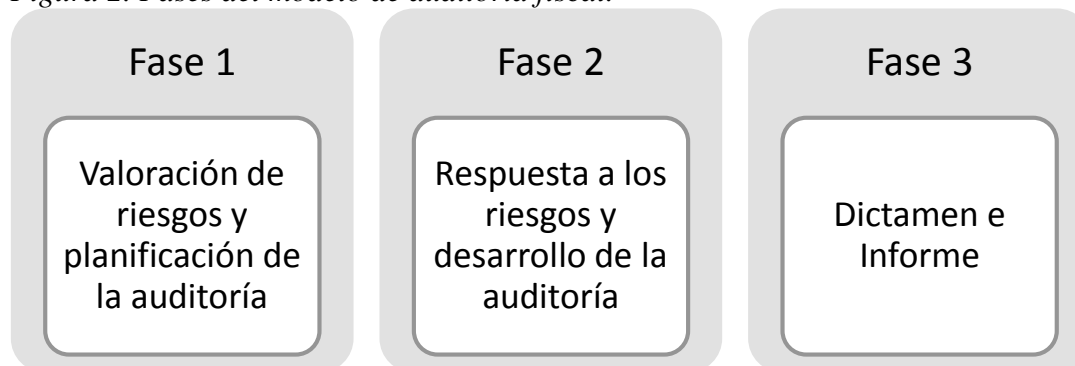 Figura 2. Fases del modelo de auditoría fiscal.
Fase 1
Valoración de
riesgos y
planificación de
la auditoría
Fase 2
Respuesta a los
riesgos y
desarrollo de la
auditoría
Fase 3
Dictamen e
Informe